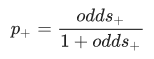 p₊ = odds₊ / (1 + odds₊)